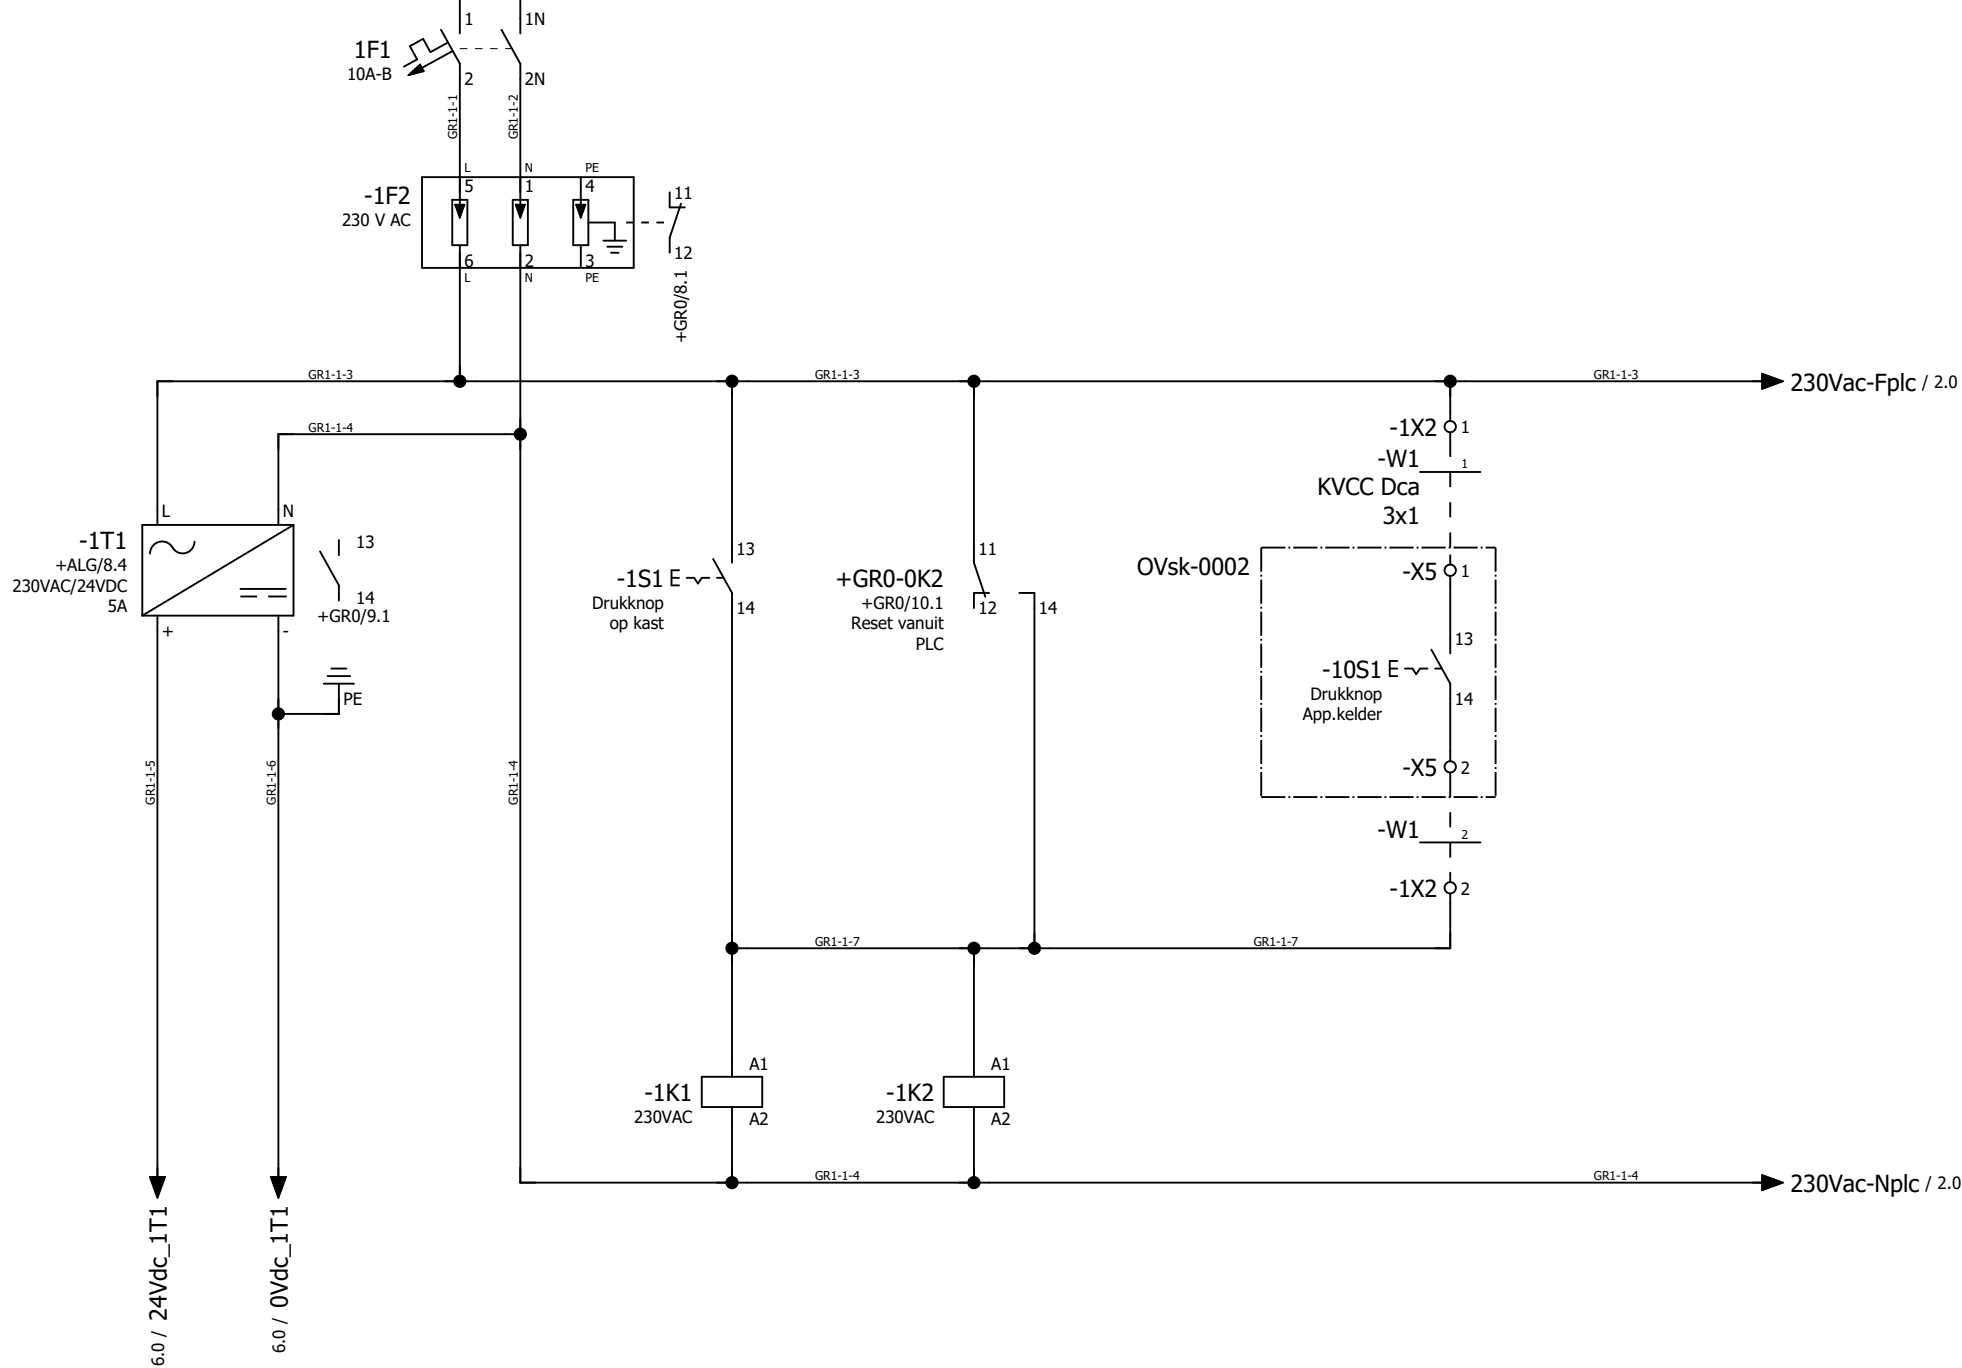 1
1N
1F1
10A-B
2
2N
GR1-1-1
GR1-1-2
L
N
PE
-1F2
230 V AC
5
1
4
11
12
+GR0/8.1
6
2
3
L
N
PE
GR1-1-3
GR1-1-3
GR1-1-3
230Vac-Fplc / 2.0
GR1-1-4
-1X2
1
-W1
1
KVCC Dca
3x1
L
N
-1T1
+ALG/8.4
230VAC/24VDC
5A
13
14
+GR0/9.1
+
-
PE
13
-1S1
E
Drukknop
op kast
14
11
+GR0-0K2
+GR0/10.1
Reset vanuit
PLC
12
14
OVsk-0002
-X5
1
13
-10S1
E
Drukknop
App.kelder
14
-X5
2
-W1
2
-1X2
2
GR1-1-5
GR1-1-6
GR1-1-4
GR1-1-7
GR1-1-7
A1
-1K1
230VAC
A2
A1
-1K2
230VAC
A2
GR1-1-4
GR1-1-4
230Vac-Nplc / 2.0
6.0 / 24Vdc_1T1
6.0 / 0Vdc_1T1